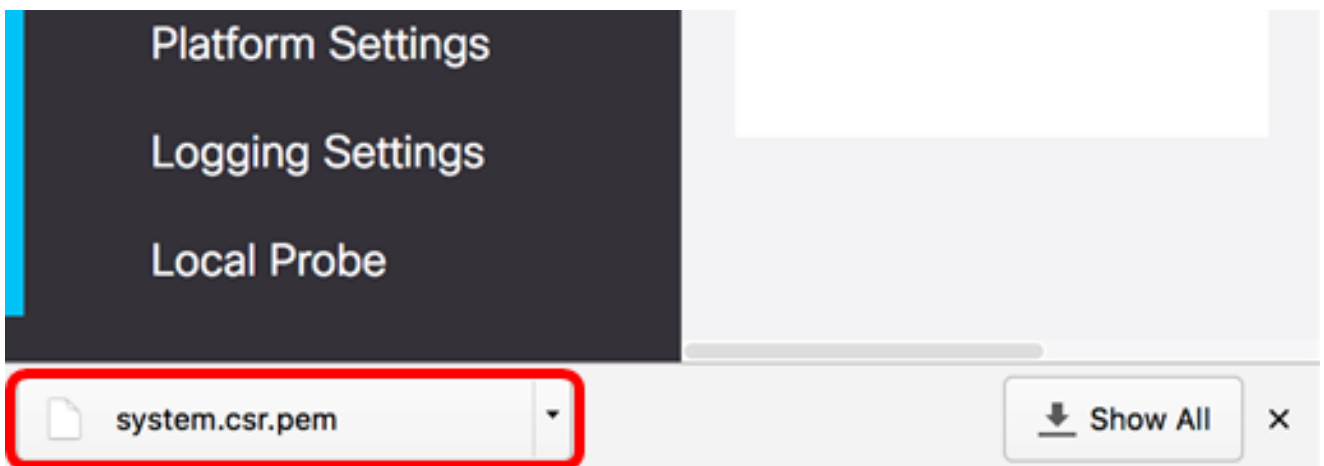 Platform Settings
Logging Settings
Local Probe
system.csr.pem
Show All